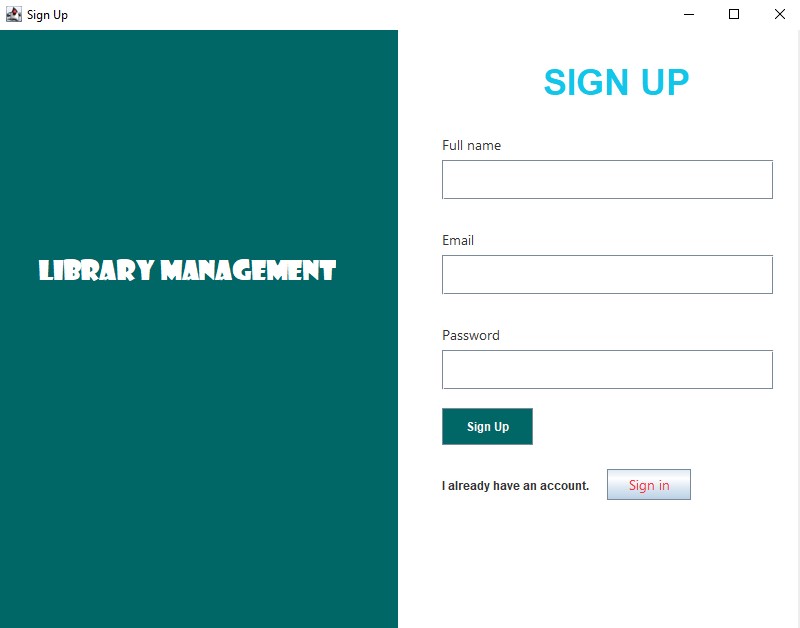 Sign Up
LIBRARY MANAGEMENT
SIGN UP
Full name
Email
Password
Sign Up
I already have an account. Sign in